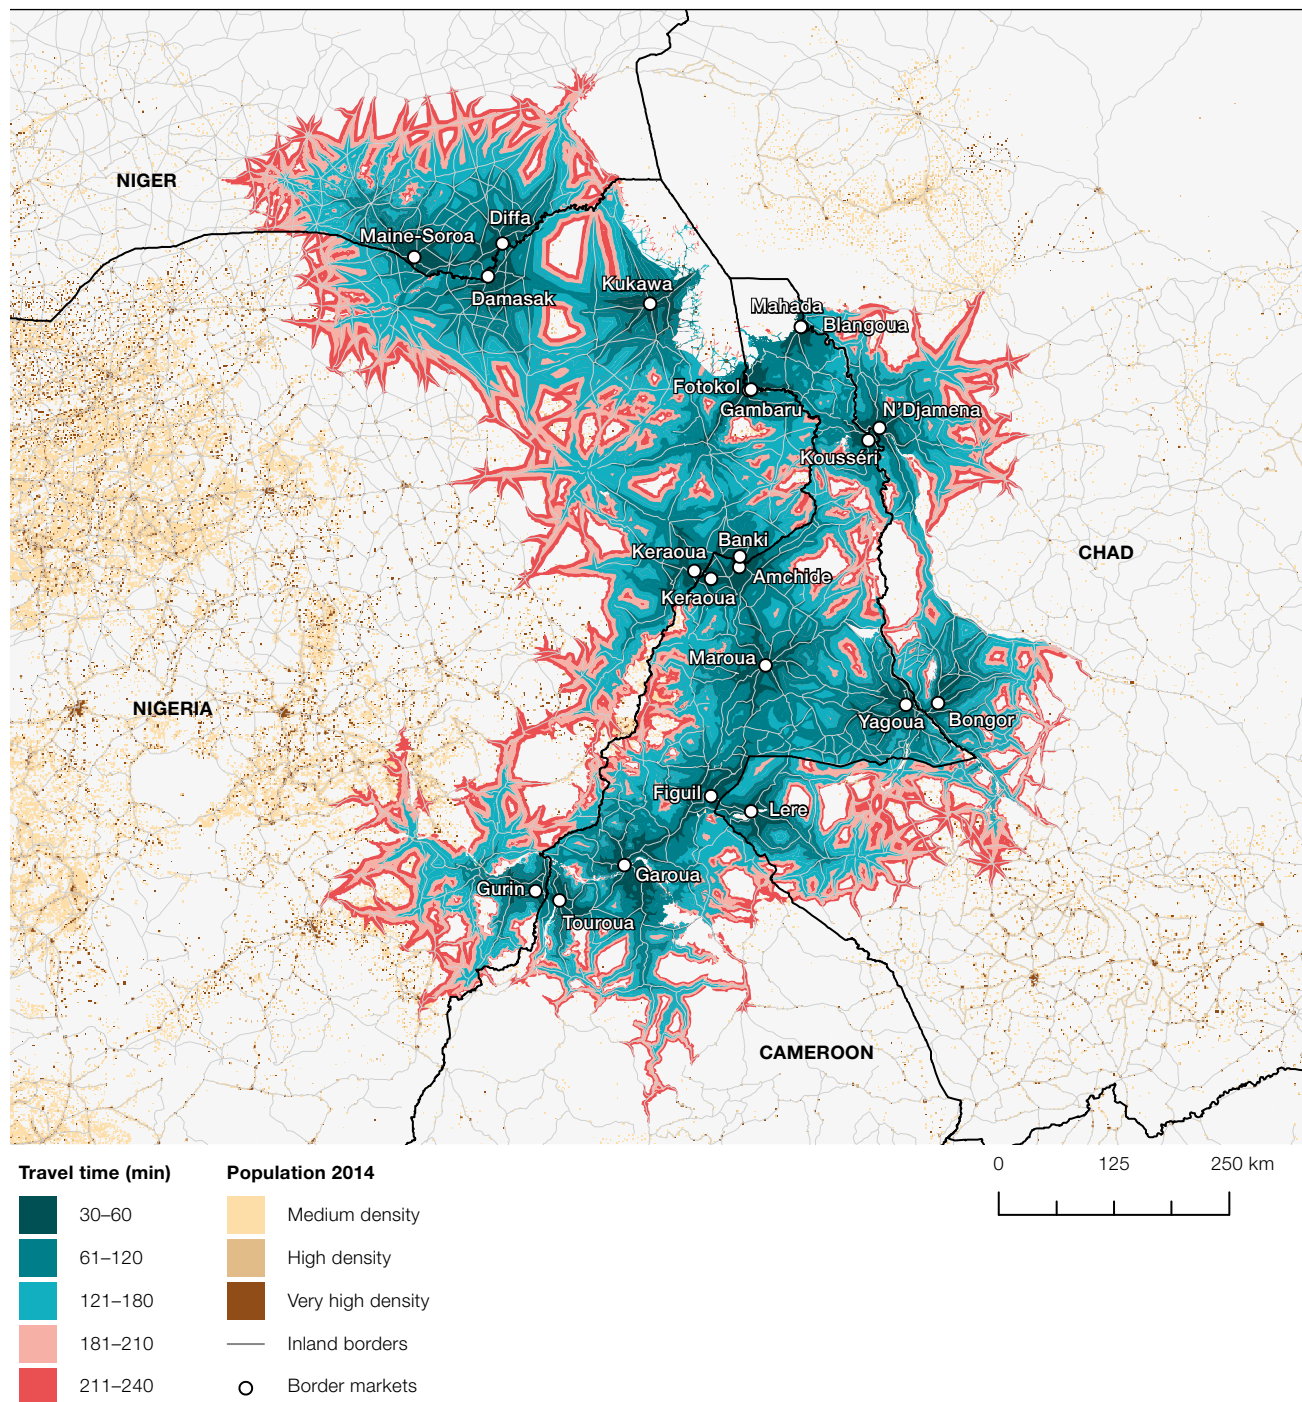 NIGER
Diffa
Maine-Soroa
Damasak
Kukawa
Mahada
Blangoua
Fotokol
Gambaru
N'Djamena
Kousséri
Banki
Keraoua
Amchide
Keraoua
CHAD
Maroua
NIGERIA
Yagoua
Bongor
Figuil
Lere
Garoua
Gurin
Touroua
CAMEROON
0 125 250 km
Travel time (min)
30–60
61–120
121–180
181–210
211–240
Population 2014
Medium density
High density
Very high density
Inland borders
Border markets